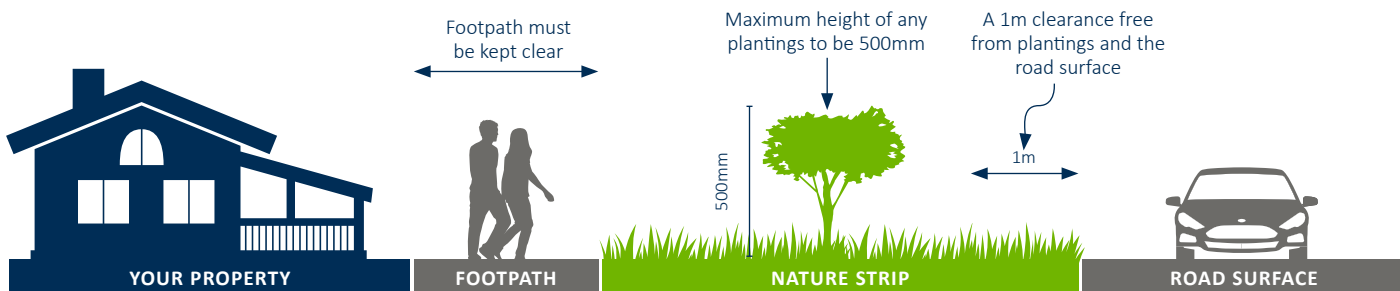 Footpath must
be kept clear
Maximum height of any
plantings to be 500mm
A 1m clearance free
from plantings and the
road surface
500mm
1m
YOUR PROPERTY
FOOTPATH
NATURE STRIP
ROAD SURFACE